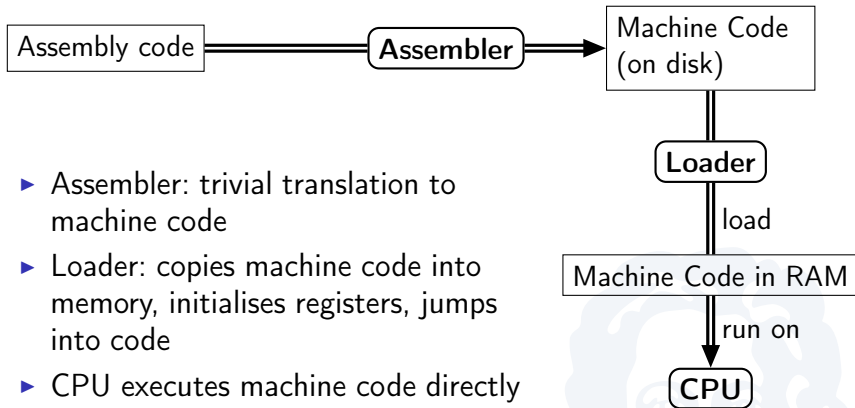 Assembly code
Assembler
Machine Code
(on disk)
Loader
load
Machine Code in RAM
run on
CPU
▶ Assembler: trivial translation to
machine code
▶ Loader: copies machine code into
memory, initialises registers, jumps
into code
▶ CPU executes machine code directly